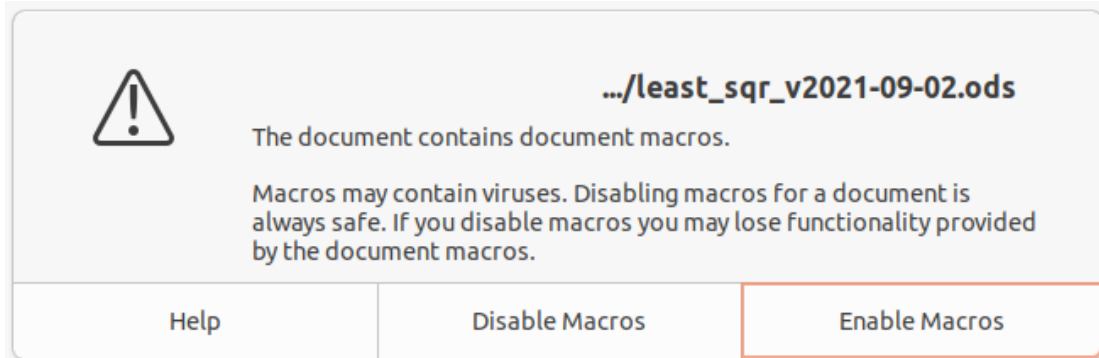 .../least_sqr_v2021-09-02.ods
The document contains document macros.
Macros may contain viruses. Disabling macros for a document is
always safe. If you disable macros you may lose functionality provided
by the document macros.
Help
Disable Macros
Enable Macros